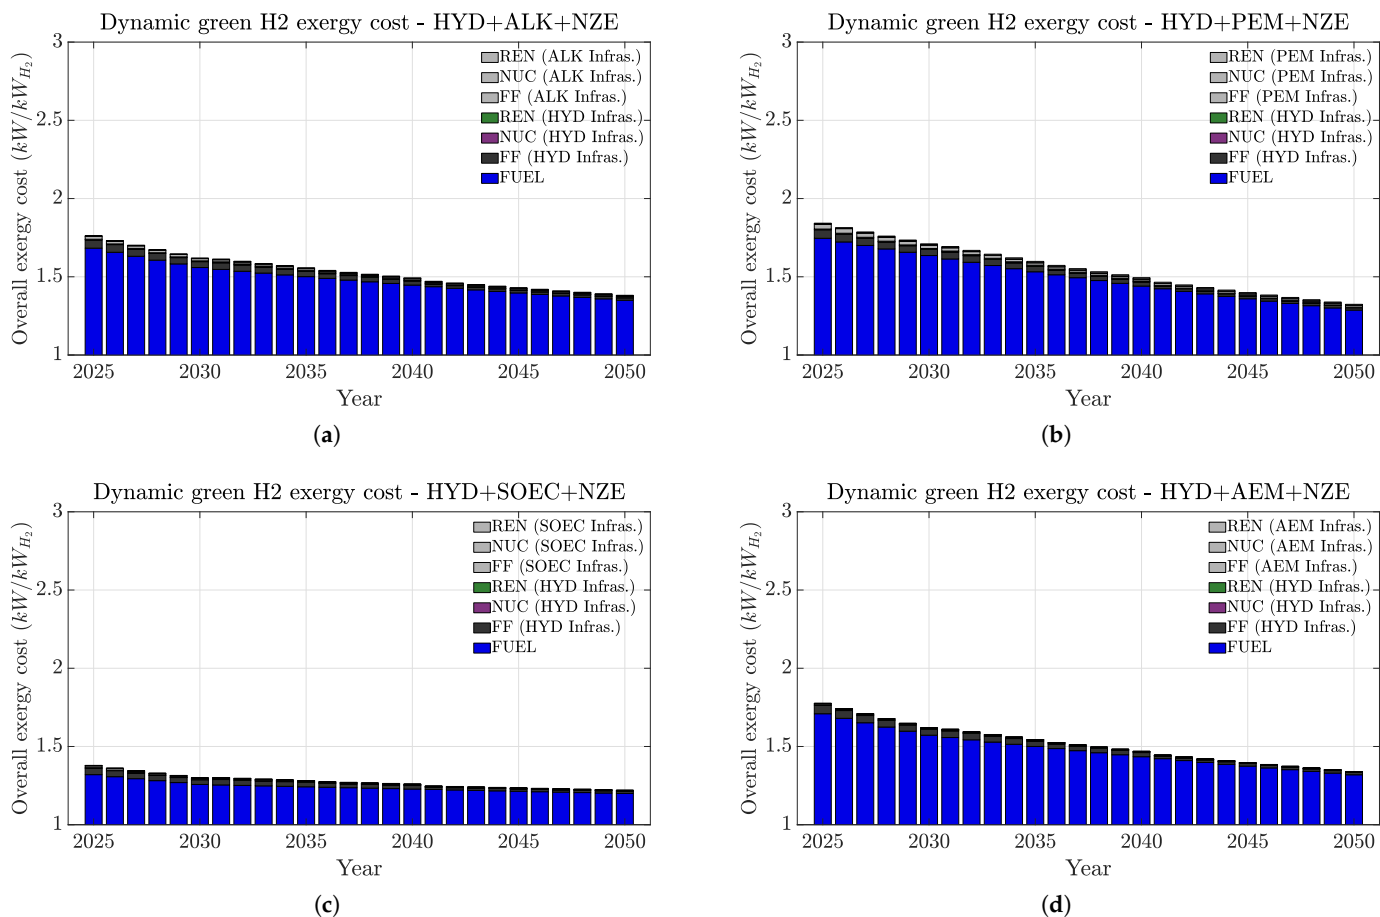 Dynamic green H2 exergy cost - HYD+ALK+NZE
Overall exergy cost (kW/kW_{H_2})
3
2.5
2
1.5
1
REN (ALK Infras.)
NUC (ALK Infras.)
FF (ALK Infras.)
REN (HYD Infras.)
NUC (HYD Infras.)
FF (HYD Infras.)
FUEL
2025 2030 2035 2040 2045 2050
Year
(a)
Dynamic green H2 exergy cost - HYD+PEM+NZE
Overall exergy cost (kW/kW_{H_2})
3
2.5
2
1.5
1
REN (PEM Infras.)
NUC (PEM Infras.)
FF (PEM Infras.)
REN (HYD Infras.)
NUC (HYD Infras.)
FF (HYD Infras.)
FUEL
2025 2030 2035 2040 2045 2050
Year
(b)
Dynamic green H2 exergy cost - HYD+SOEC+NZE
Overall exergy cost (kW/kW_{H_2})
3
2.5
2
1.5
1
REN (SOEC Infras.)
NUC (SOEC Infras.)
FF (SOEC Infras.)
REN (HYD Infras.)
NUC (HYD Infras.)
FF (HYD Infras.)
FUEL
2025 2030 2035 2040 2045 2050
Year
(c)
Dynamic green H2 exergy cost - HYD+AEM+NZE
Overall exergy cost (kW/kW_{H_2})
3
2.5
2
1.5
1
REN (AEM Infras.)
NUC (AEM Infras.)
FF (AEM Infras.)
REN (HYD Infras.)
NUC (HYD Infras.)
FF (HYD Infras.)
FUEL
2025 2030 2035 2040 2045 2050
Year
(d)